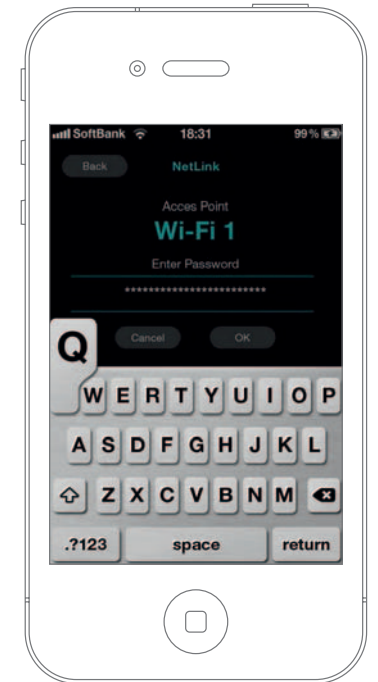 SoftBank 18:31 99%
Back NetLink
Acces Point
Wi-Fi 1
Enter Password
************************
Cancel OK
Q
W E R T Y U I O P
A S D F G H J K L
Z X C V B N M
.?123 space return